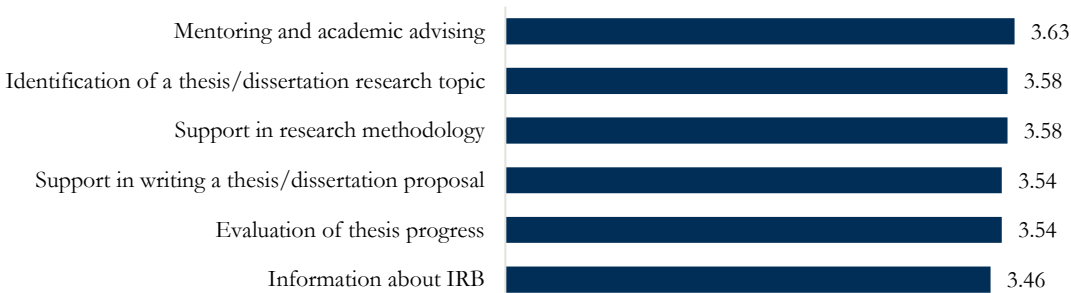 Mentoring and academic advising 3.63
Identification of a thesis/dissertation research topic 3.58
Support in research methodology 3.58
Support in writing a thesis/dissertation proposal 3.54
Evaluation of thesis progress 3.54
Information about IRB 3.46